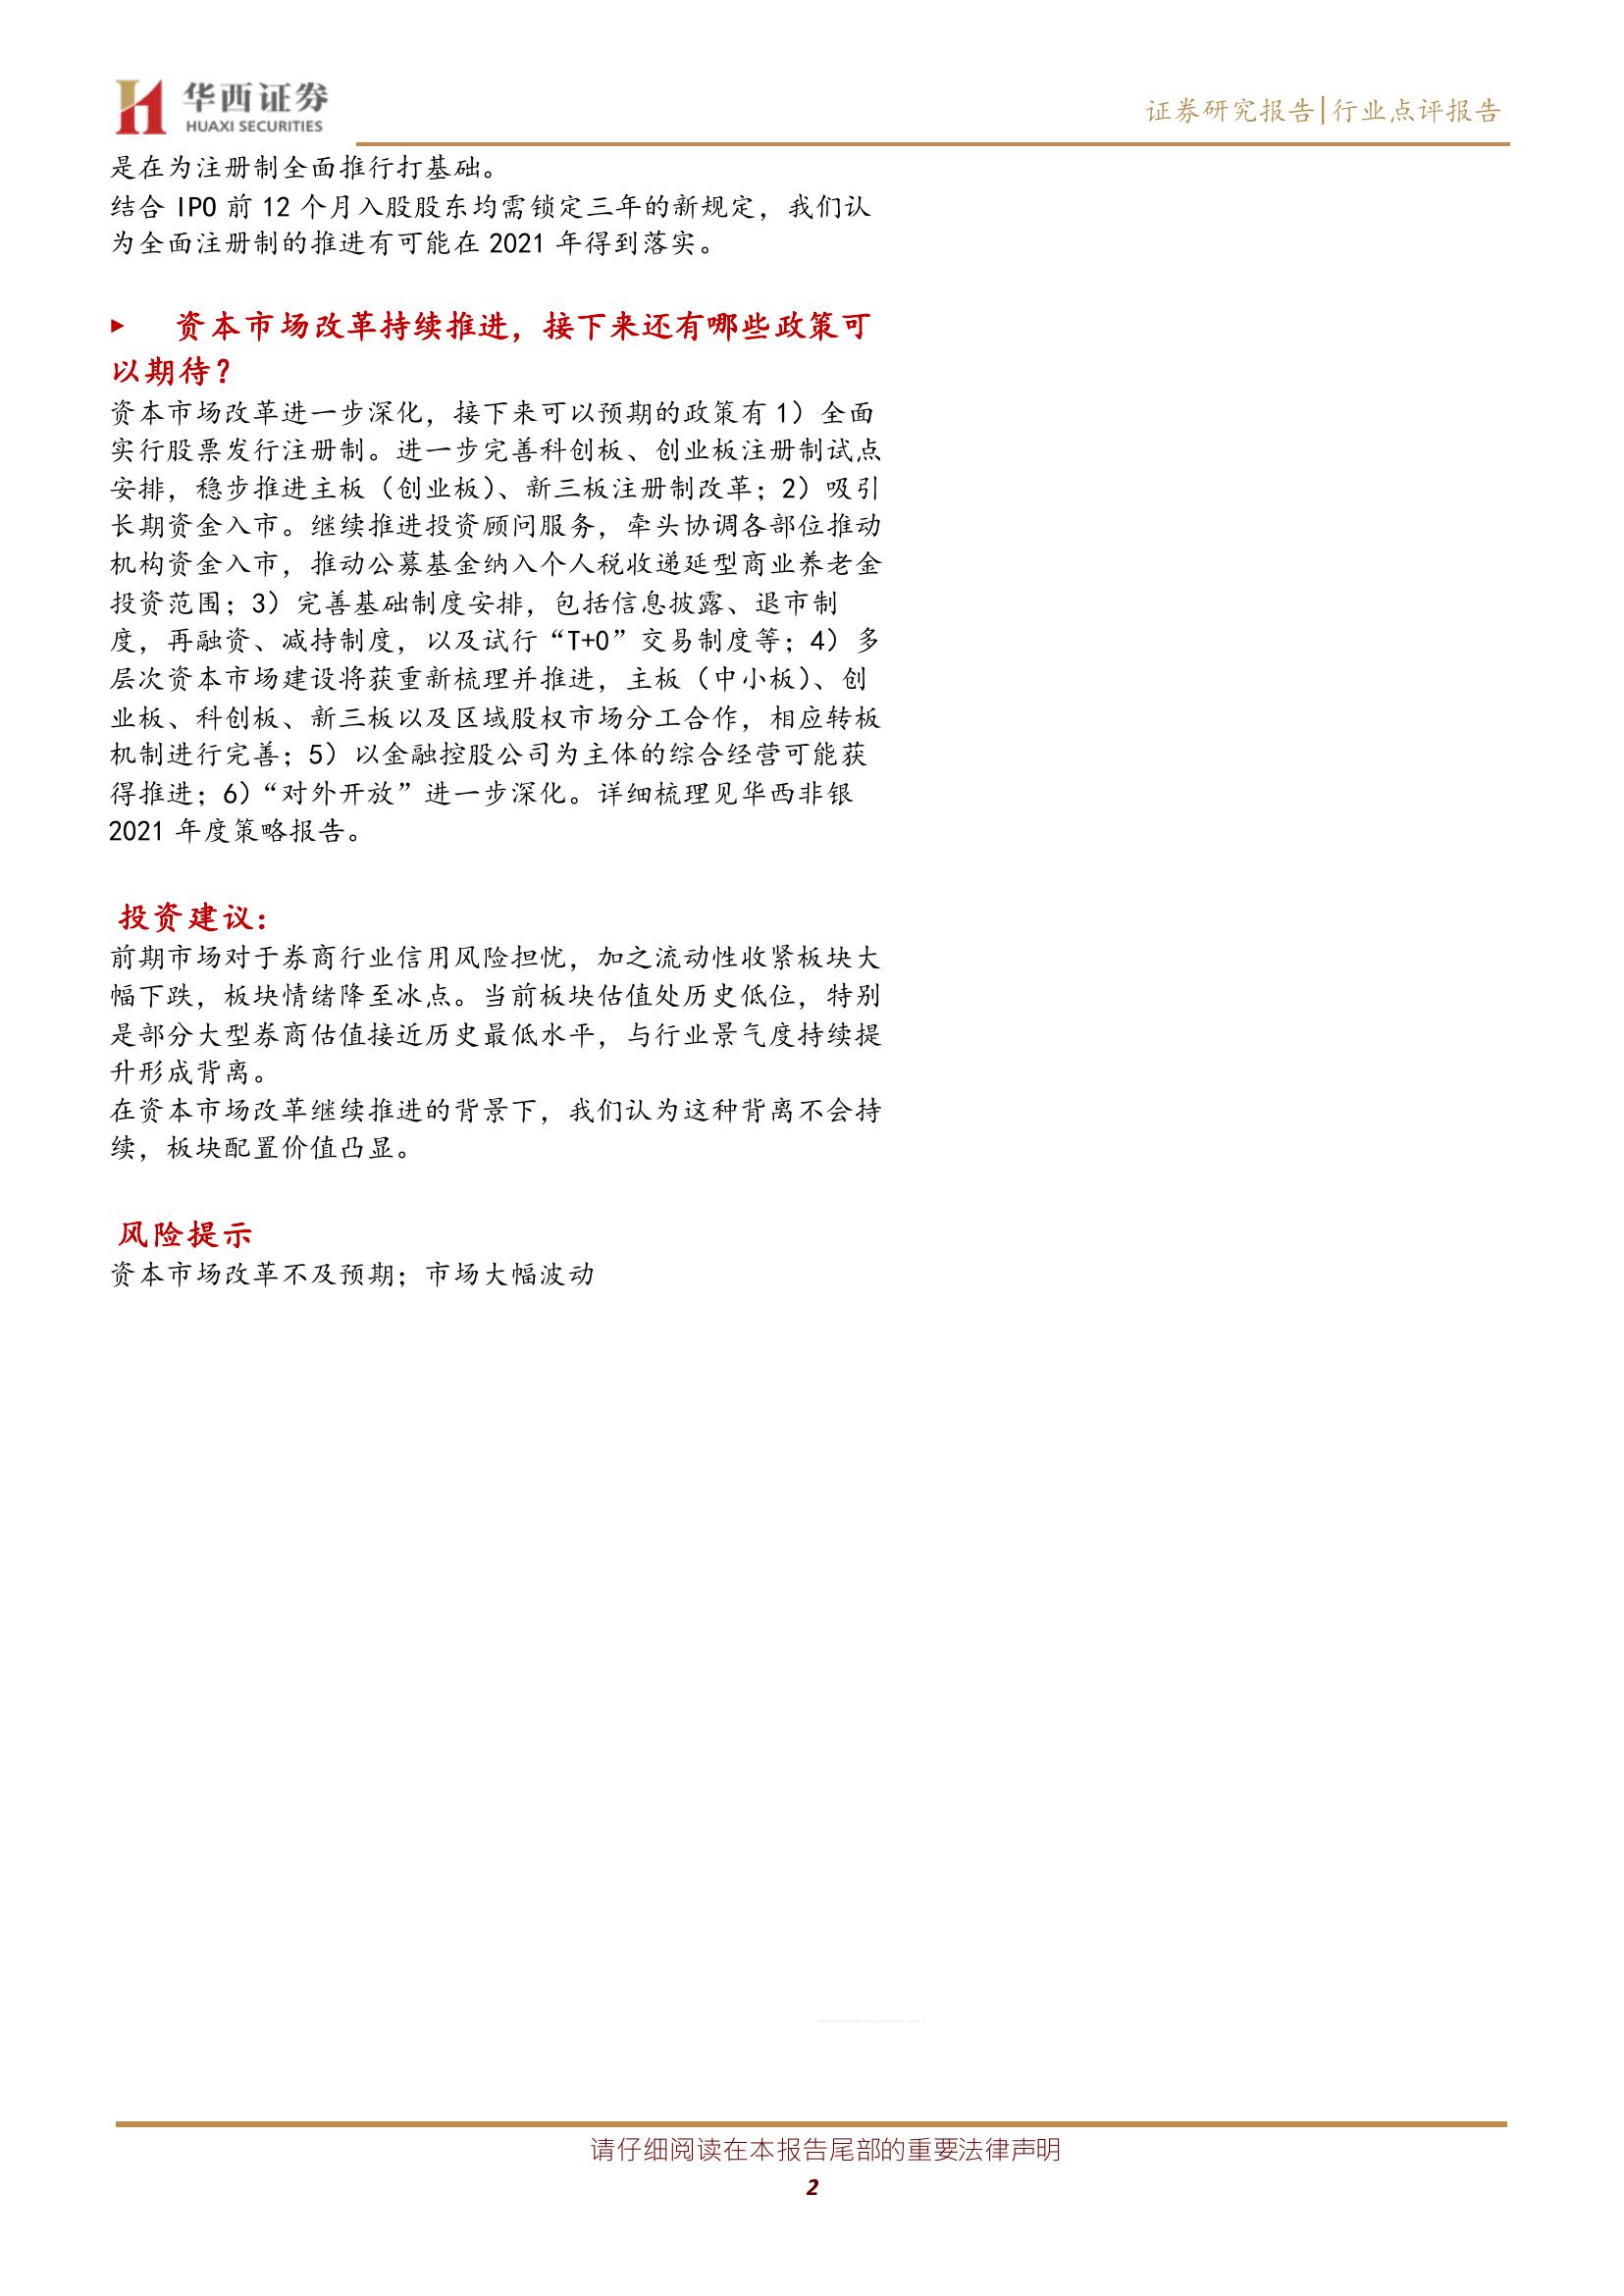 华西证券
HUAXI SECURITIES
证券研究报告|行业点评报告
是在为注册制全面推行打基础。
结合 IPO 前 12 个月入股股东均需锁定三年的新规定，我们认
为全面注册制的推进有可能在 2021 年得到落实。
▶ 资本市场改革持续推进，接下来还有哪些政策可
以期待？
资本市场改革进一步深化，接下来可以预期的政策有 1）全面
实行股票发行注册制。进一步完善科创板、创业板注册制试点
安排，稳步推进主板（创业板）、新三板注册制改革；2）吸引
长期资金入市。继续推进投资顾问服务，牵头协调各部位推动
机构资金入市，推动公募基金纳入个人税收递延型商业养老金
投资范围；3）完善基础制度安排，包括信息披露、退市制
度，再融资、减持制度，以及试行“T+0”交易制度等；4）多
层次资本市场建设将获重新梳理并推进，主板（中小板）、创
业板、科创板、新三板以及区域股权市场分工合作，相应转板
机制进行完善；5）以金融控股公司为主体的综合经营可能获
得推进；6）“对外开放”进一步深化。详细梳理见华西非银
2021 年度策略报告。
投资建议：
前期市场对于券商行业信用风险担忧，加之流动性收紧板块大
幅下跌，板块情绪降至冰点。当前板块估值处历史低位，特别
是部分大型券商估值接近历史最低水平，与行业景气度持续提
升形成背离。
在资本市场改革继续推进的背景下，我们认为这种背离不会持
续，板块配置价值凸显。
风险提示
资本市场改革不及预期；市场大幅波动
请仔细阅读在本报告尾部的重要法律声明
2